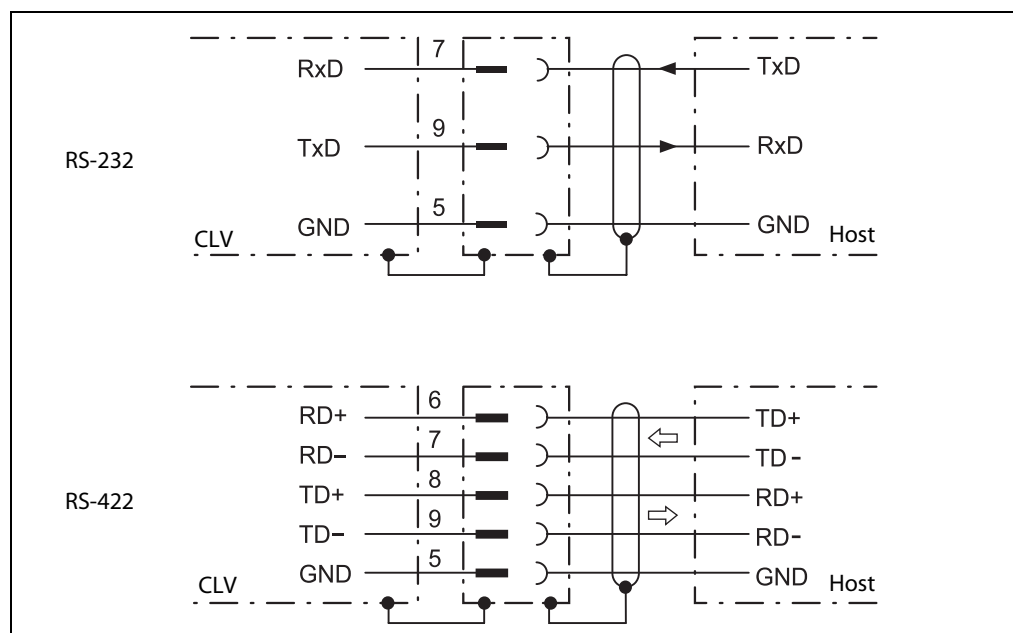 RxD 7 TxD
RS-232 TxD 9 RxD
GND 5 GND
CLV Host
RD+ 6 TD+
RD– 7 TD-
RS-422 TD+ 8 RD+
TD– 9 RD-
GND 5 GND
CLV Host